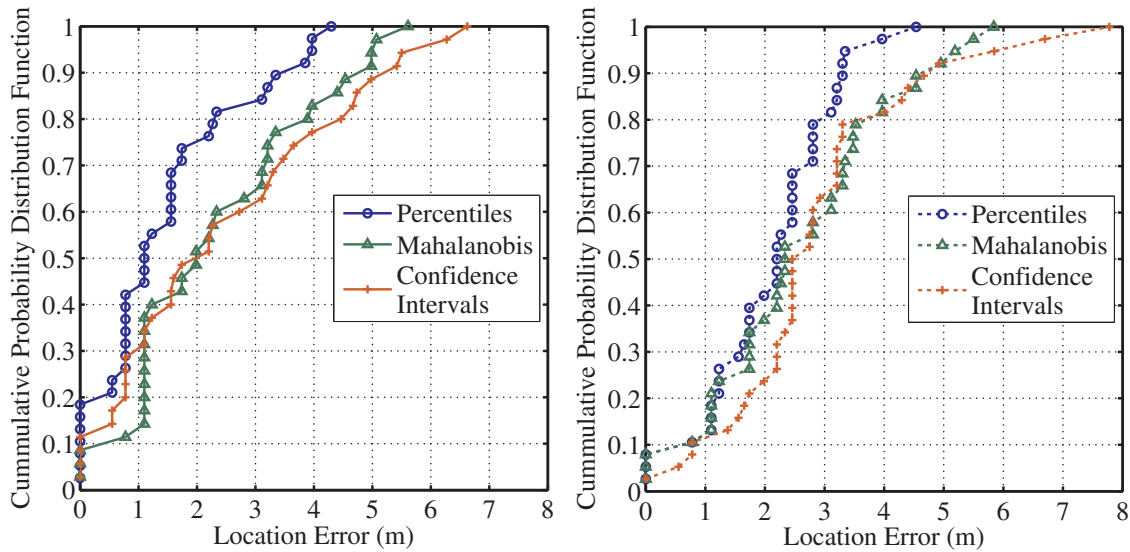 Cummulative Probability Distribution Function
1
0.9
0.8
0.7
0.6
0.5
0.4
0.3
0.2
0.1
0
Percentiles
Mahalanobis
Confidence
Intervals
0 1 2 3 4 5 6 7 8
Location Error (m)
Cummulative Probability Distribution Function
1
0.9
0.8
0.7
0.6
0.5
0.4
0.3
0.2
0.1
0
Percentiles
Mahalanobis
Confidence
Intervals
0 1 2 3 4 5 6 7 8
Location Error (m)